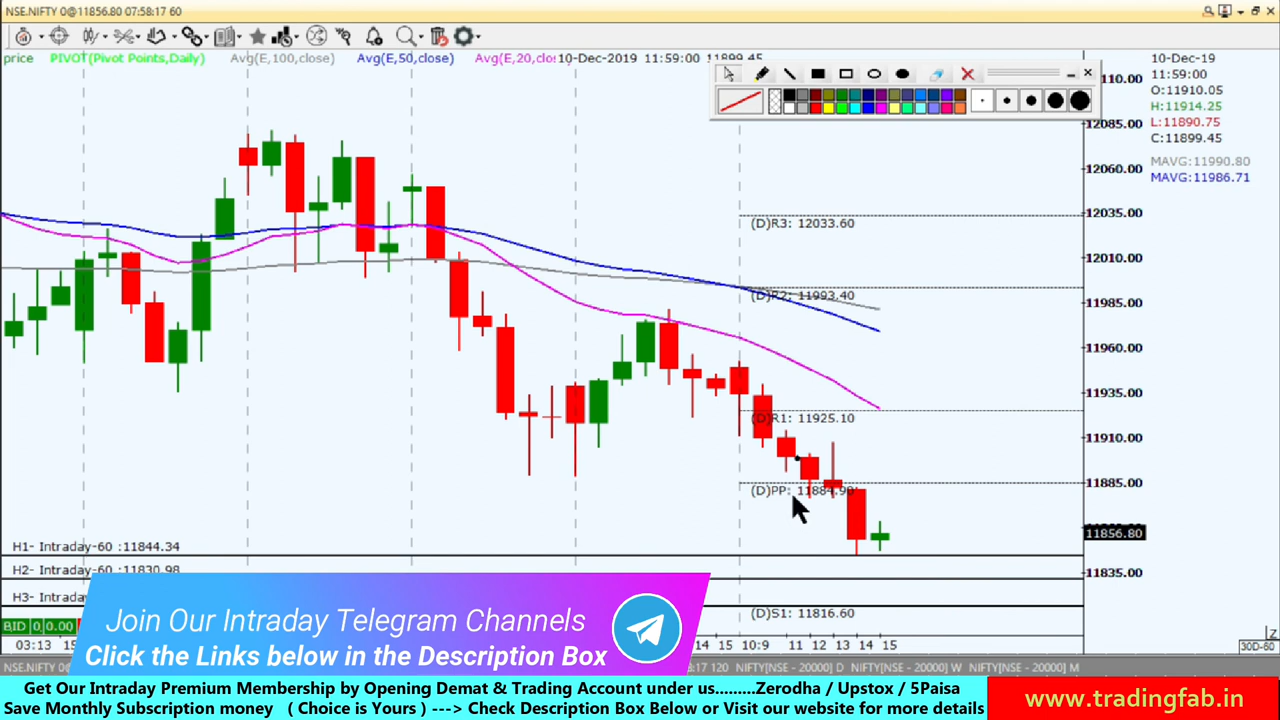 NSE.NIFTY 0@11856.80 07:58:17 60
price PIVOT(Pivot Points,Daily) Avg(E,100,close) Avg(E,50,close) Avg(E,20,clo: 10-Dec-2019 11:59:00 11899.45
10-Dec-19
11:59:00
O:11910.05
H:11914.25
L:11890.75
C:11899.45
MAVG:11990.80
MAVG:11986.71
12085.00
12060.00
12035.00
12010.00
11985.00
11960.00
11935.00
11910.00
11885.00
11856.80
11835.00
(D)R3: 12033.60
(D)R2: 11993.40
(D)R1: 11925.10
(D)PP: 11884.90
(D)S1: 11816.60
H1- Intraday-60 :11844.34
H2- Intraday-60 :11830.98
H3- Intraday
BID 0 0.00
03:13 15 14 15 10:9 11 12 13 14 15
30D-60
NSE.NIFTY 0@ 8:17 120 NIFTY[NSE - 20000] D NIFTY[NSE - 20000] W NIFTY[NSE - 20000] M
Join Our Intraday Telegram Channels
Click the Links below in the Description Box
Get Our Intraday Premium Membership by Opening Demat & Trading Account under us.........Zerodha / Upstox / 5Paisa
Save Monthly Subscription money ( Choice is Yours ) ---> Check Description Box Below or Visit our website for more details
www.tradingfab.in